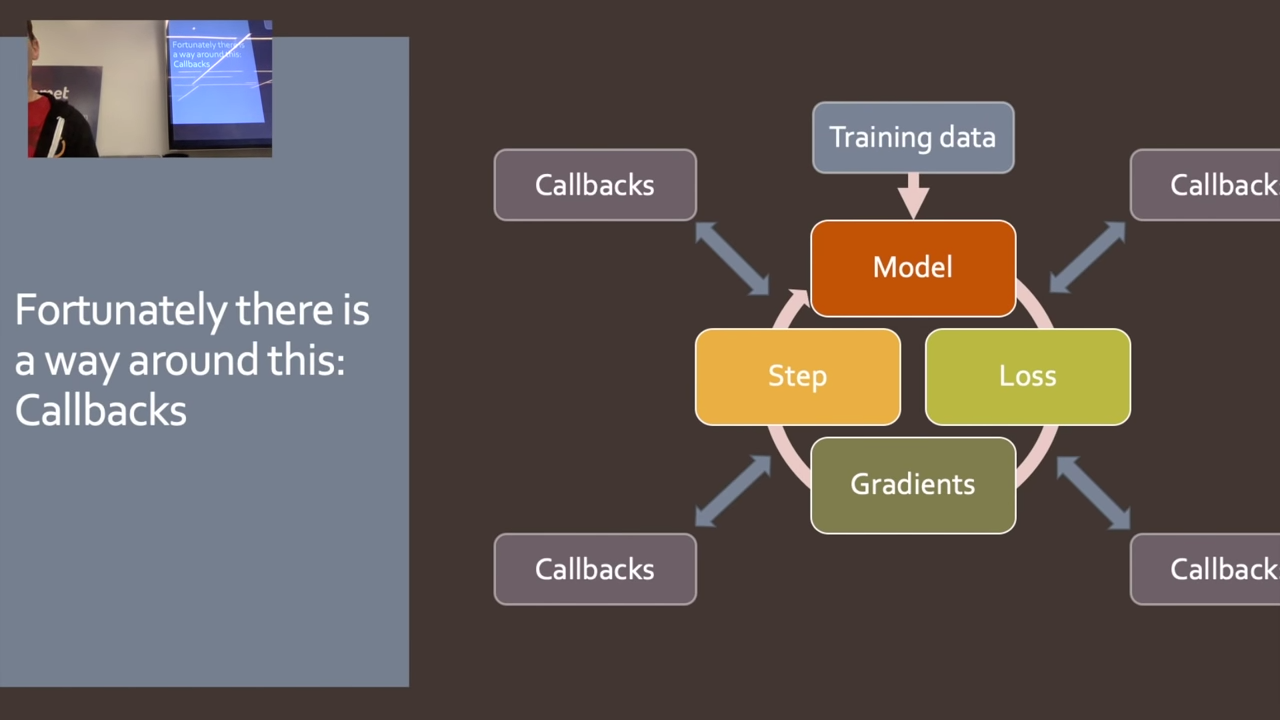 Fortunately there is
a way around this:
Callbacks
Fortunately there is
a way around this:
Callbacks
Training data
Callbacks
Callback
Model
Step
Loss
Gradients
Callbacks
Callback